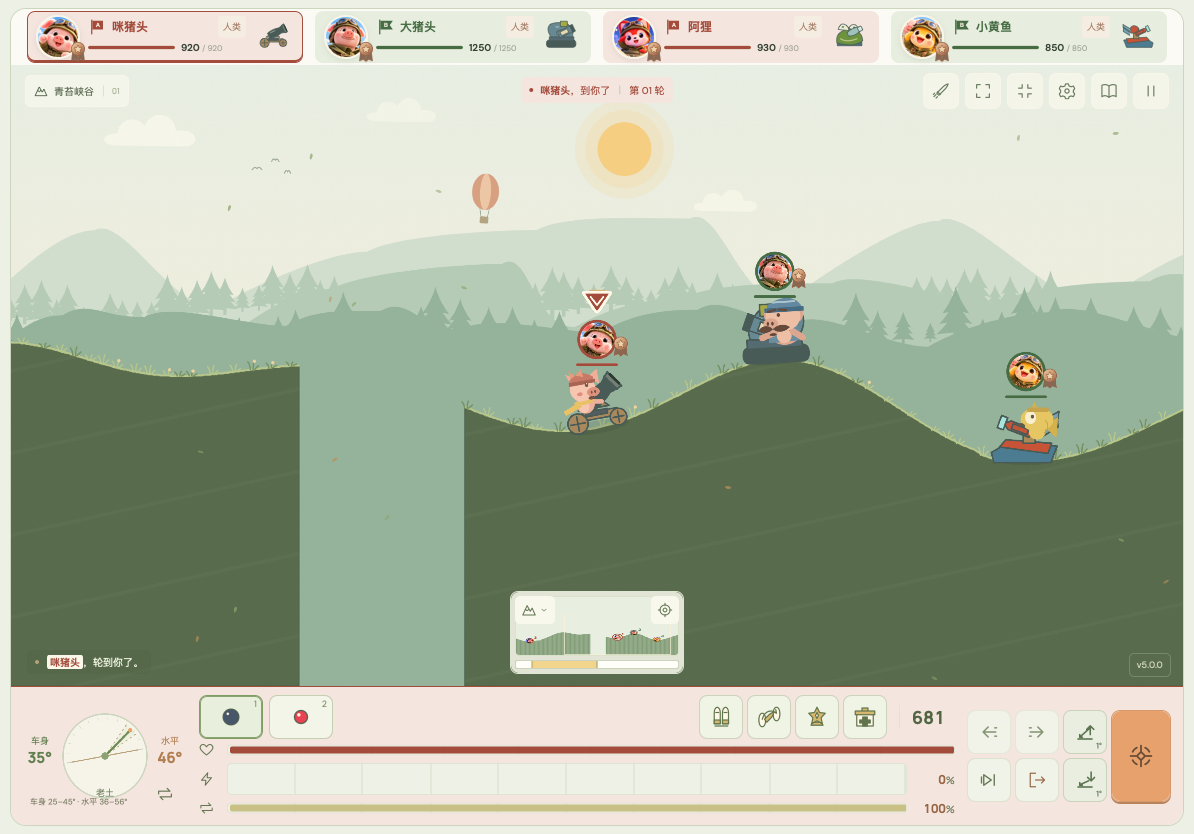 咪猪头
人类
920 / 920
大猪头
人类
1250 / 1250
阿狸
人类
930 / 930
小黄鱼
人类
850 / 850
青苔峡谷 01
咪猪头，到你了 第 01 轮
咪猪头，轮到你了。
v5.0.0
车身
35°
水平
46°
老土
车身 25–45° · 水平 36–56°
1
2
681
0%
100%
1°
1°